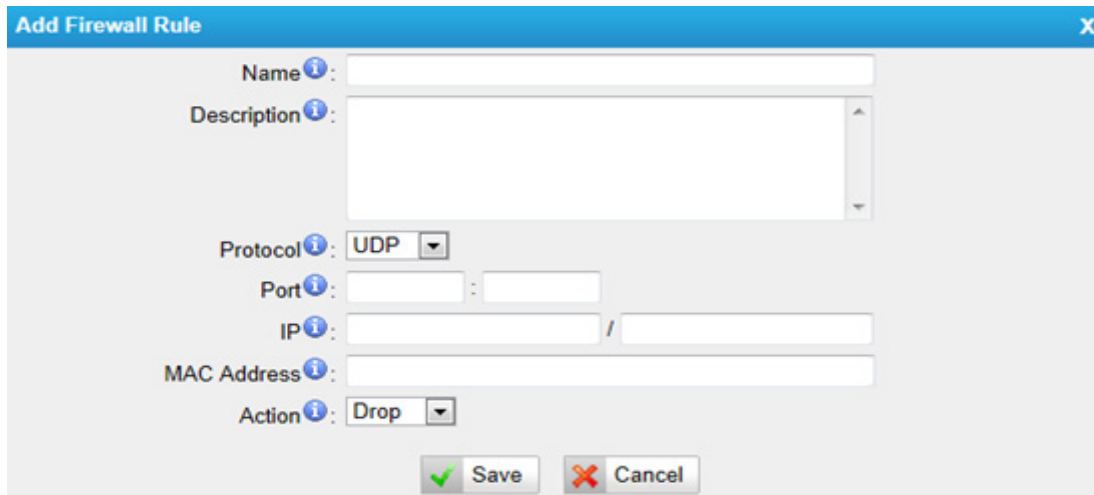 Add Firewall Rule X
Name i :
Description i :
Protocol i : UDP
Port i : :
IP i : /
MAC Address i :
Action i : Drop
Save Cancel